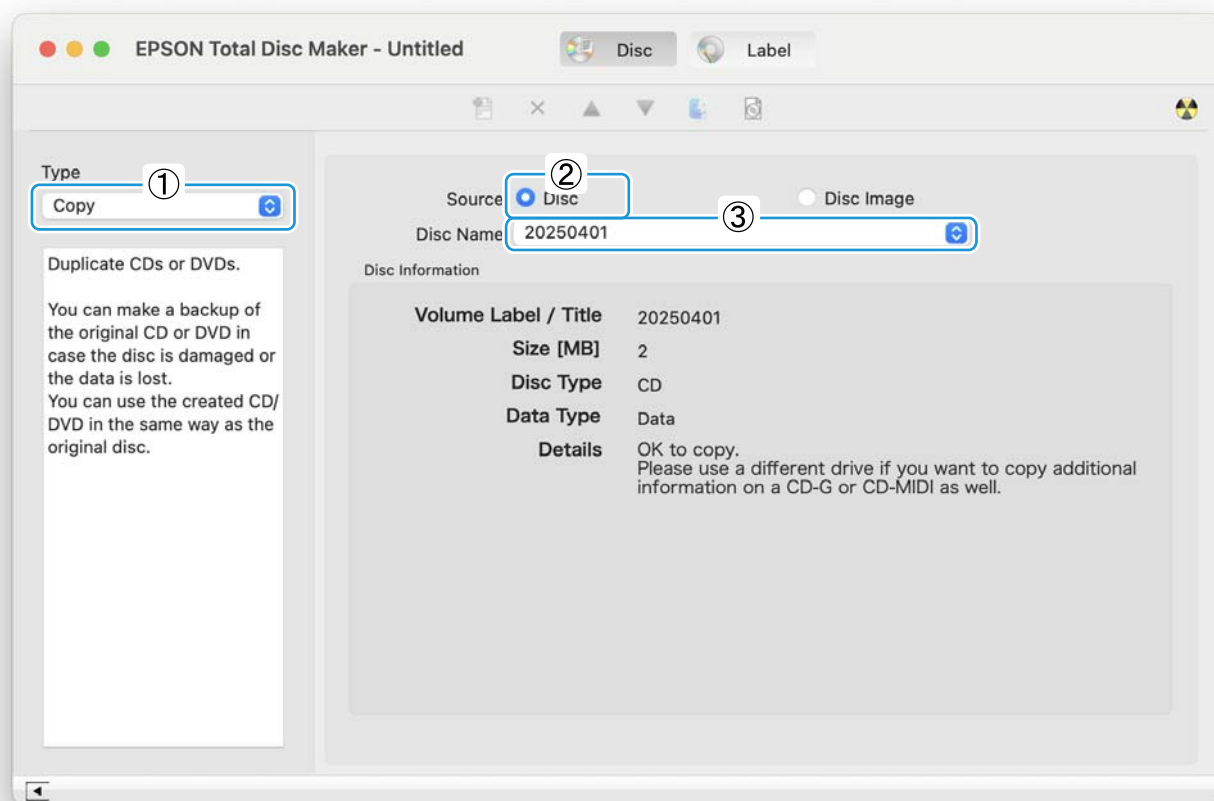 EPSON Total Disc Maker - Untitled
Disc
Label
Type
①
Copy
Duplicate CDs or DVDs.
You can make a backup of
the original CD or DVD in
case the disc is damaged or
the data is lost.
You can use the created CD/
DVD in the same way as the
original disc.
②
Source Disc Disc Image
③
Disc Name 20250401
Disc Information
Volume Label / Title 20250401
Size [MB] 2
Disc Type CD
Data Type Data
Details OK to copy.
Please use a different drive if you want to copy additional
information on a CD-G or CD-MIDI as well.